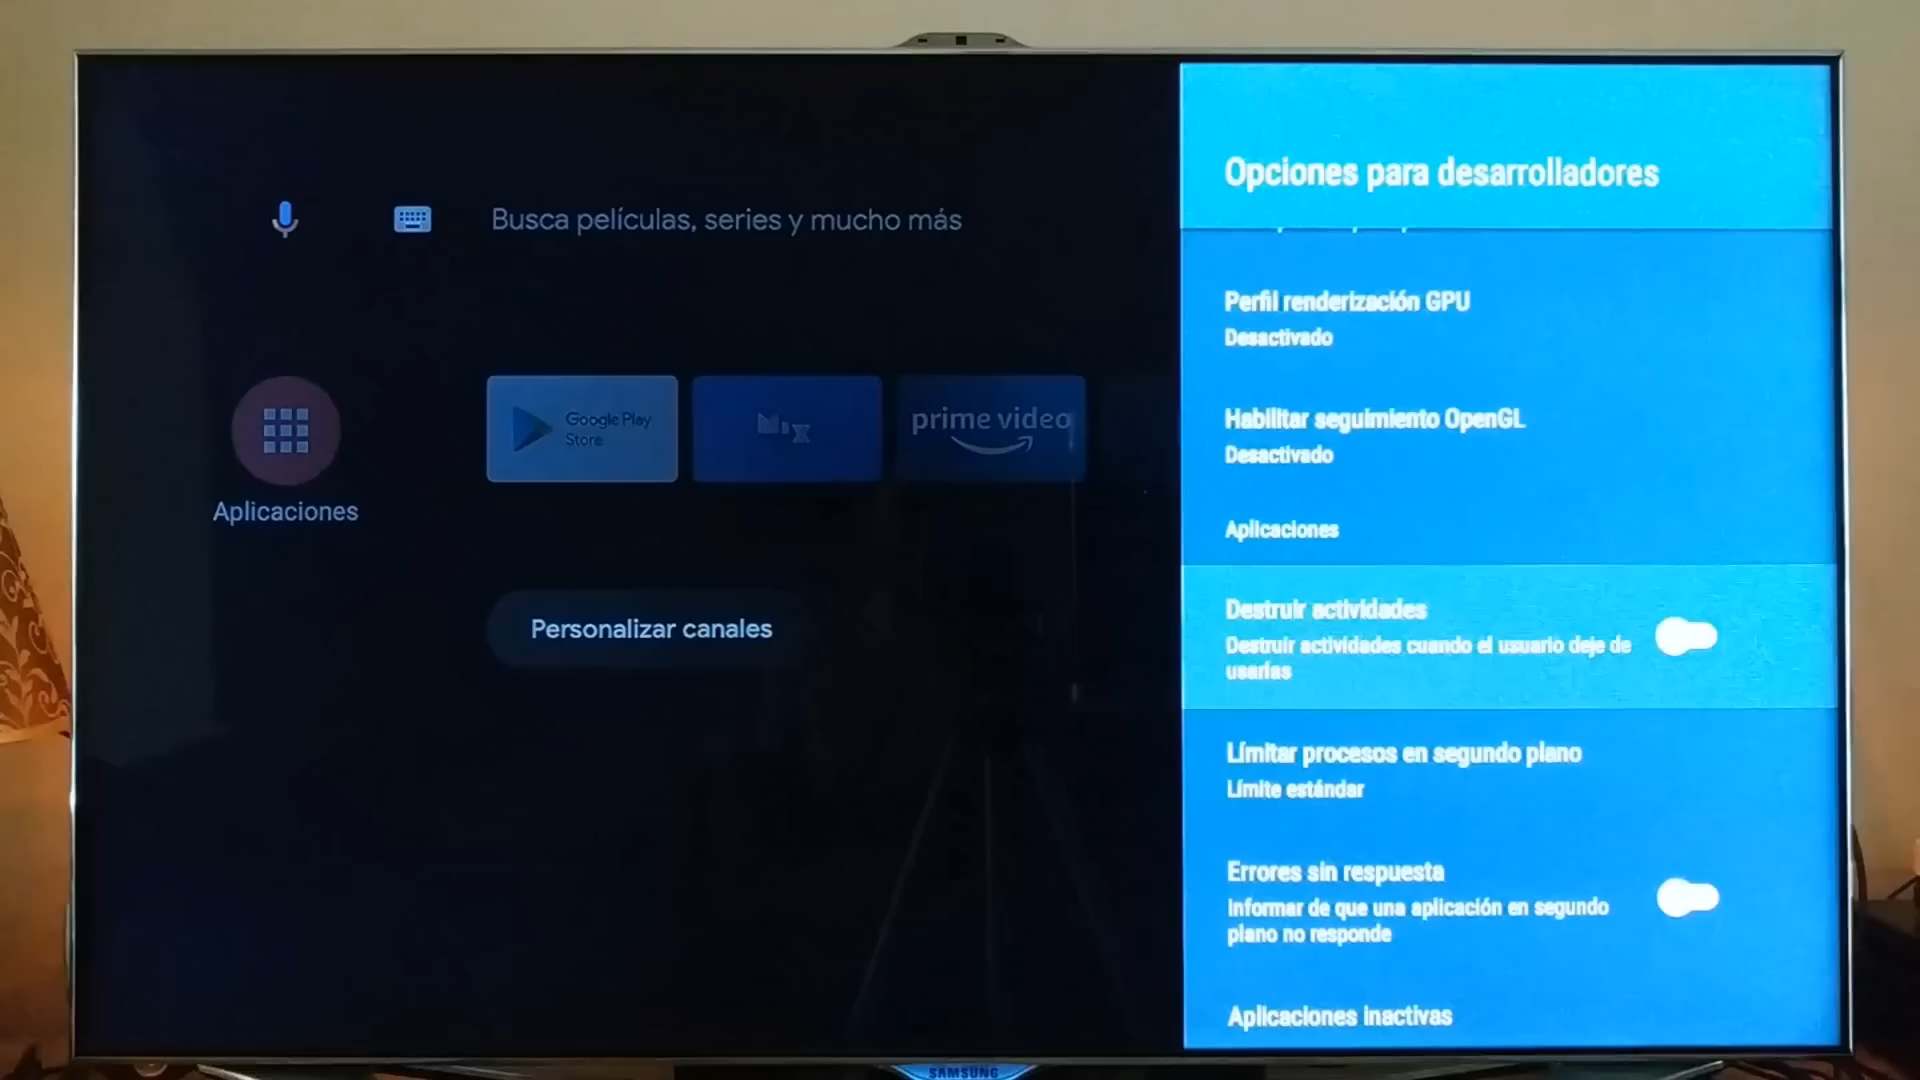 Busca películas, series y mucho más
Google Play
Store
Mix
prime video
Aplicaciones
Personalizar canales
Opciones para desarrolladores
Perfil renderización GPU
Desactivado
Habilitar seguimiento OpenGL
Desactivado
Aplicaciones
Destruir actividades
Destruir actividades cuando el usuario deje de
usarlas
Límitar procesos en segundo plano
Límite estándar
Errores sin respuesta
Informar de que una aplicación en segundo
plano no responde
Aplicaciones inactivas
SAMSUNG